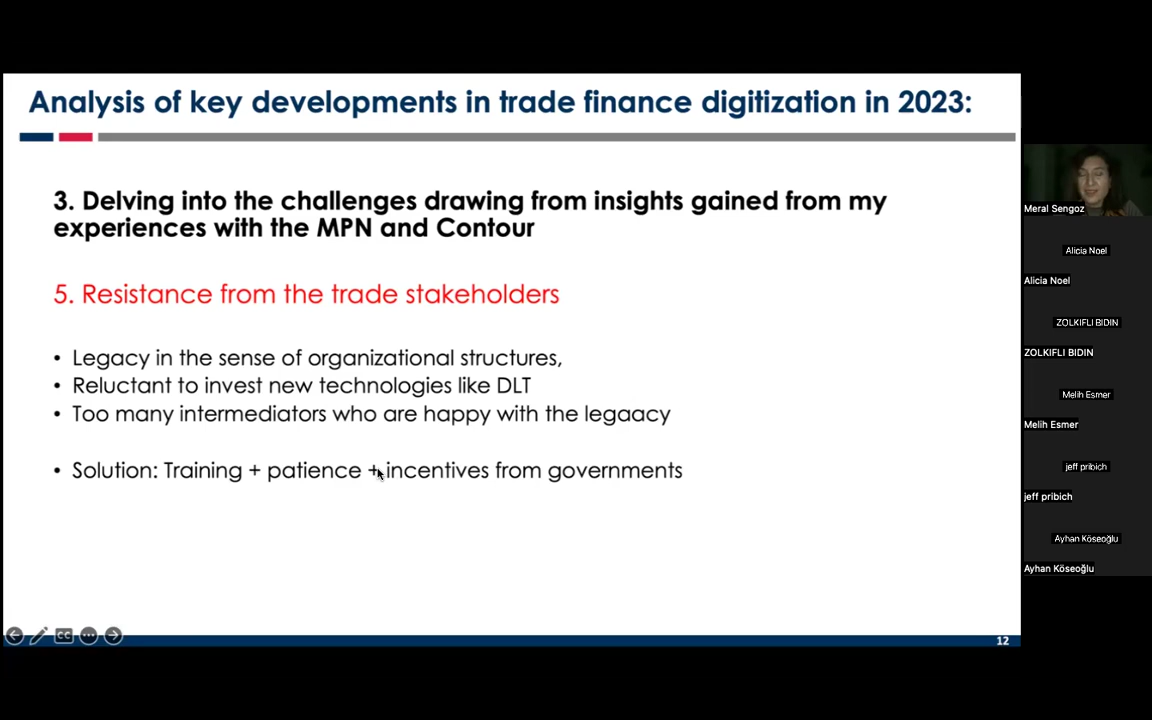 Analysis of key developments in trade finance digitization in 2023:
3. Delving into the challenges drawing from insights gained from my
experiences with the MPN and Contour
5. Resistance from the trade stakeholders
• Legacy in the sense of organizational structures,
• Reluctant to invest new technologies like DLT
• Too many intermediators who are happy with the legaacy
• Solution: Training + patience + incentives from governments
CC
12
Meral Sengoz
Alicia Noel
Alicia Noel
ZOLKIFLI BIDIN
ZOLKIFLI BIDIN
Melih Esmer
Melih Esmer
jeff pribich
jeff pribich
Ayhan Köseoğlu
Ayhan Köseoğlu